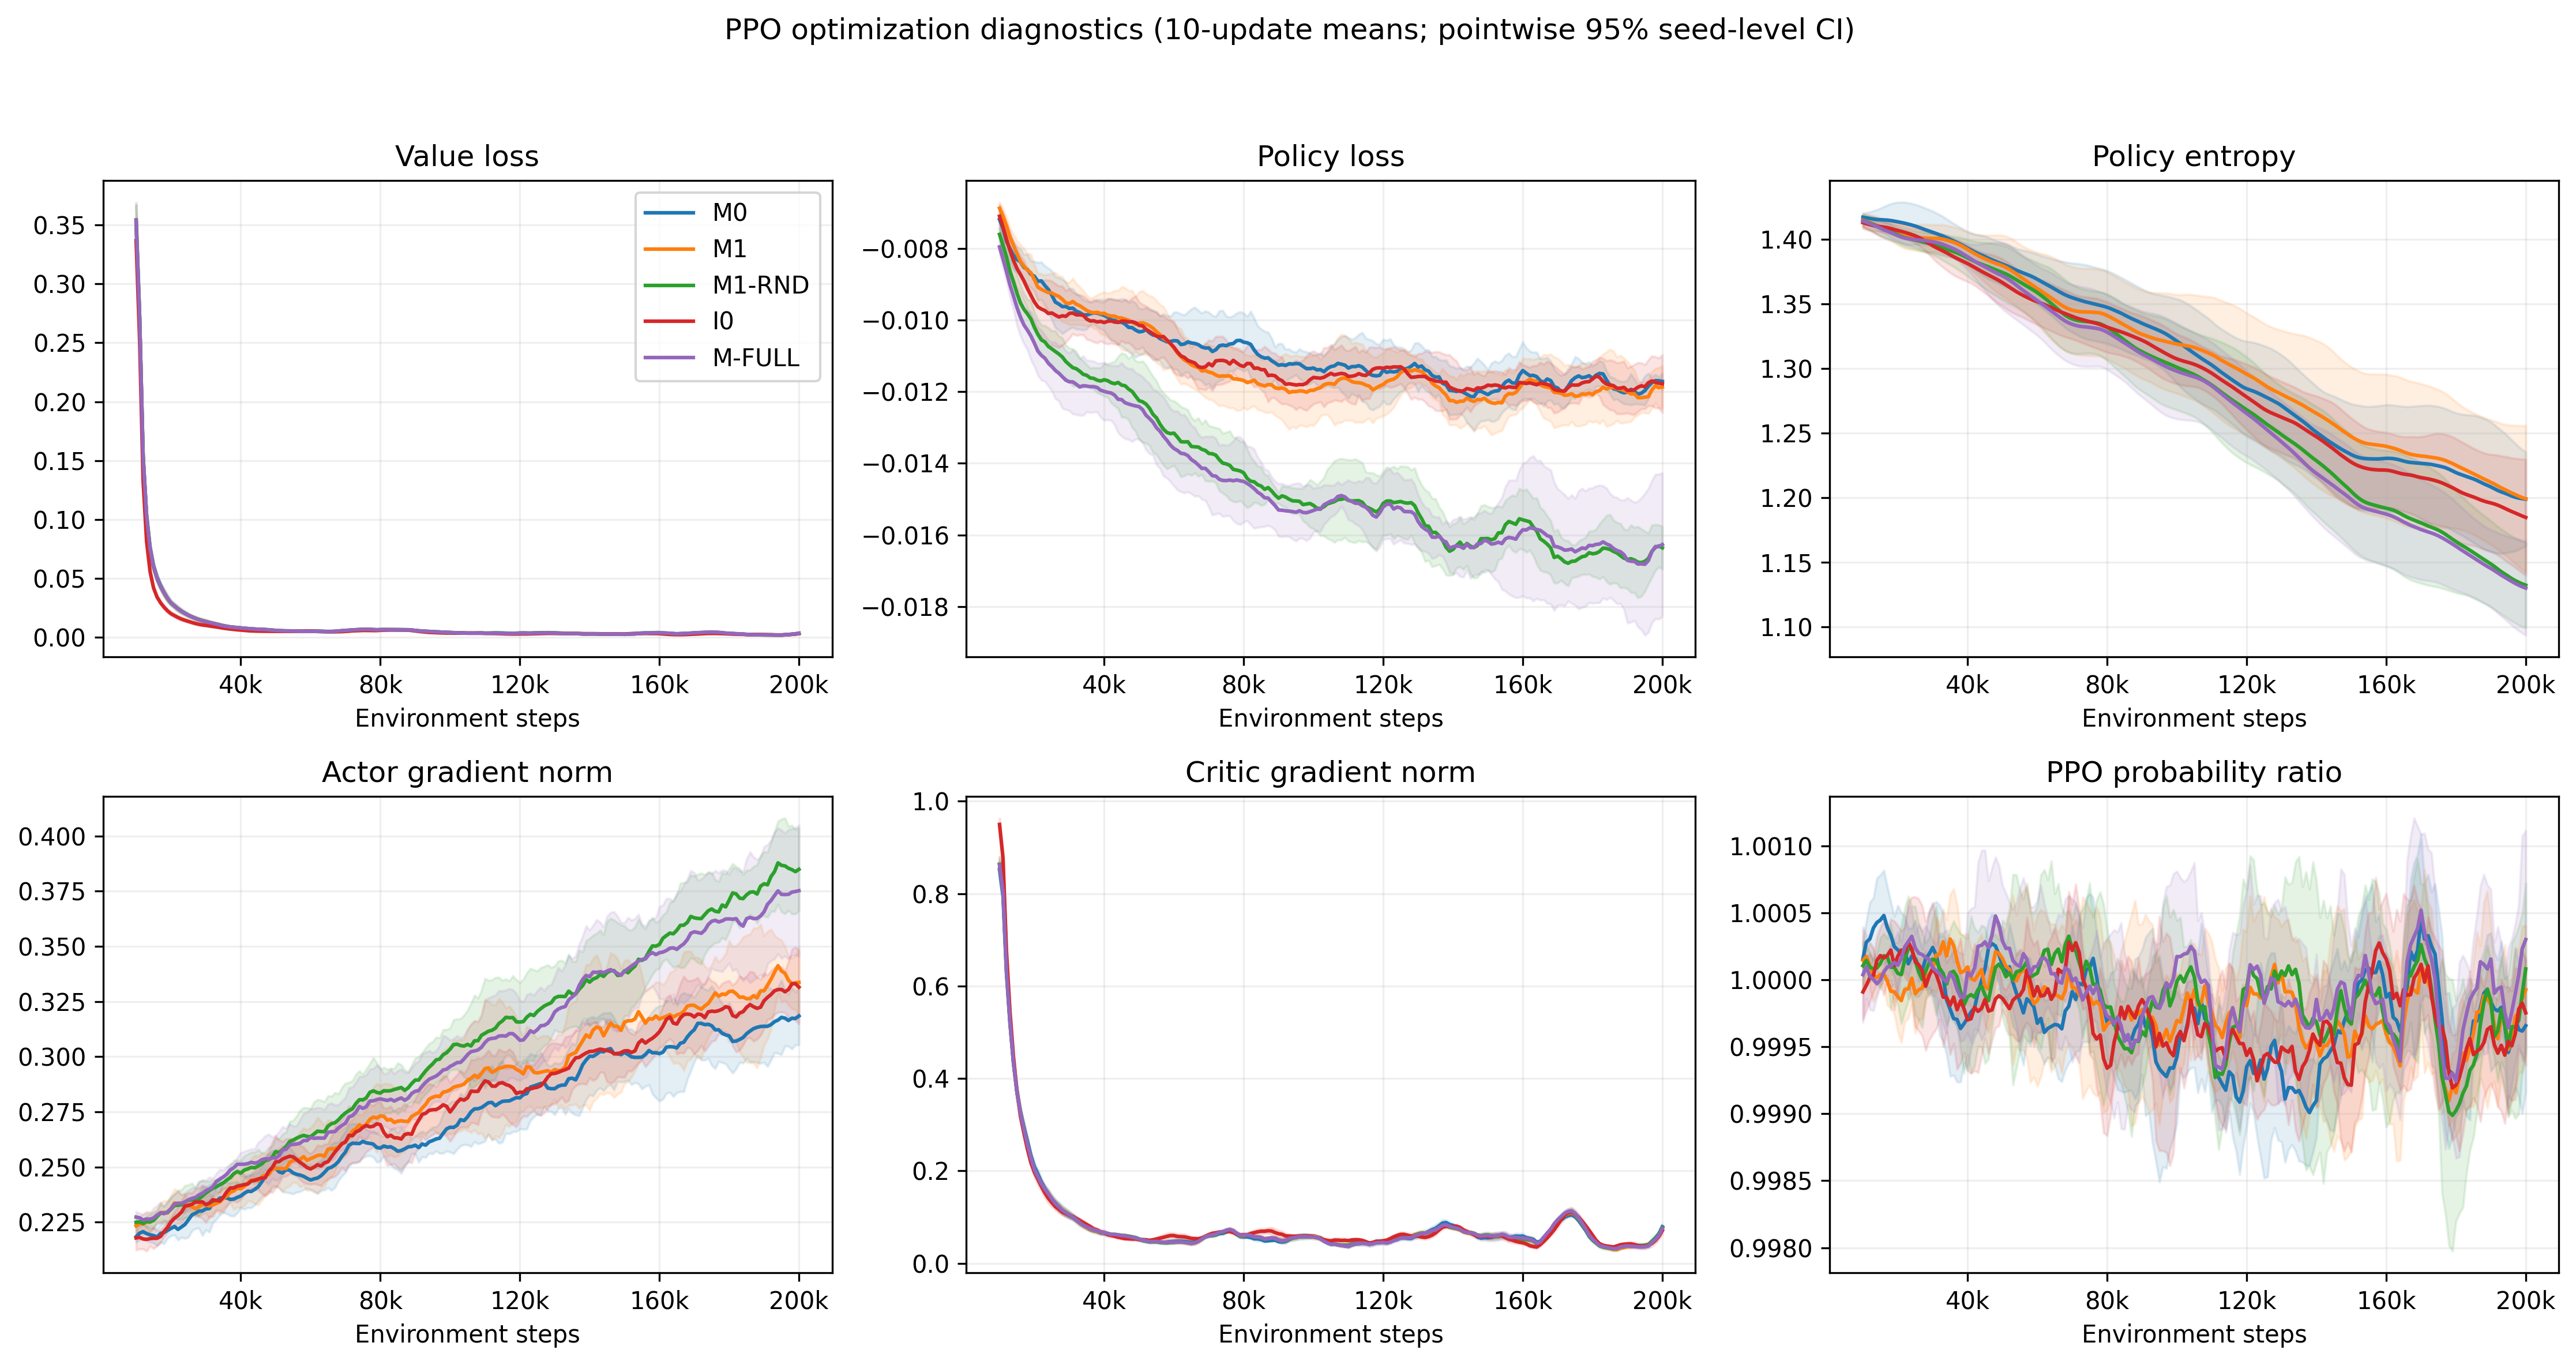 PPO optimization diagnostics (10-update means; pointwise 95% seed-level CI)
Value loss
0.35
0.30
0.25
0.20
0.15
0.10
0.05
0.00
M0
M1
M1-RND
I0
M-FULL
40k 80k 120k 160k 200k
Environment steps
Policy loss
−0.008
−0.010
−0.012
−0.014
−0.016
−0.018
40k 80k 120k 160k 200k
Environment steps
Policy entropy
1.40
1.35
1.30
1.25
1.20
1.15
1.10
40k 80k 120k 160k 200k
Environment steps
Actor gradient norm
0.400
0.375
0.350
0.325
0.300
0.275
0.250
0.225
40k 80k 120k 160k 200k
Environment steps
Critic gradient norm
1.0
0.8
0.6
0.4
0.2
0.0
40k 80k 120k 160k 200k
Environment steps
PPO probability ratio
1.0010
1.0005
1.0000
0.9995
0.9990
0.9985
0.9980
40k 80k 120k 160k 200k
Environment steps